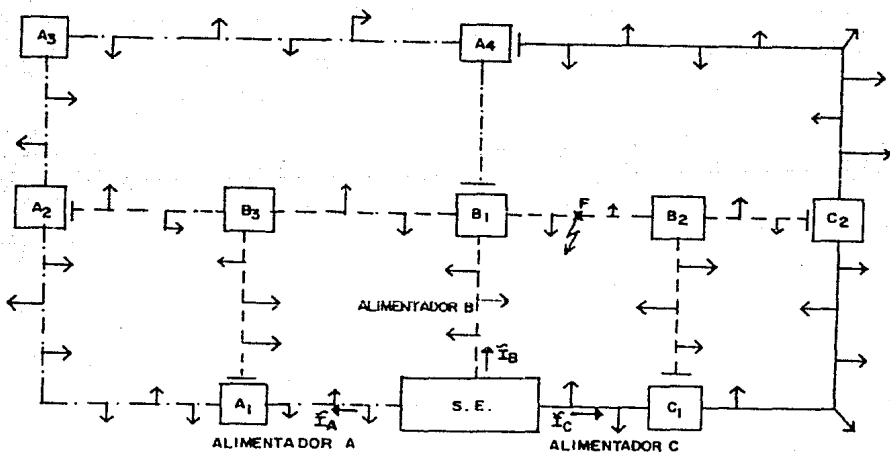 A3
A4
A2
B3
B1
F
B2
C2
ALIMENTADOR B
ĪB
A1
ĪA
S. E.
ĪC
C1
ALIMENTADOR A
ALIMENTADOR C